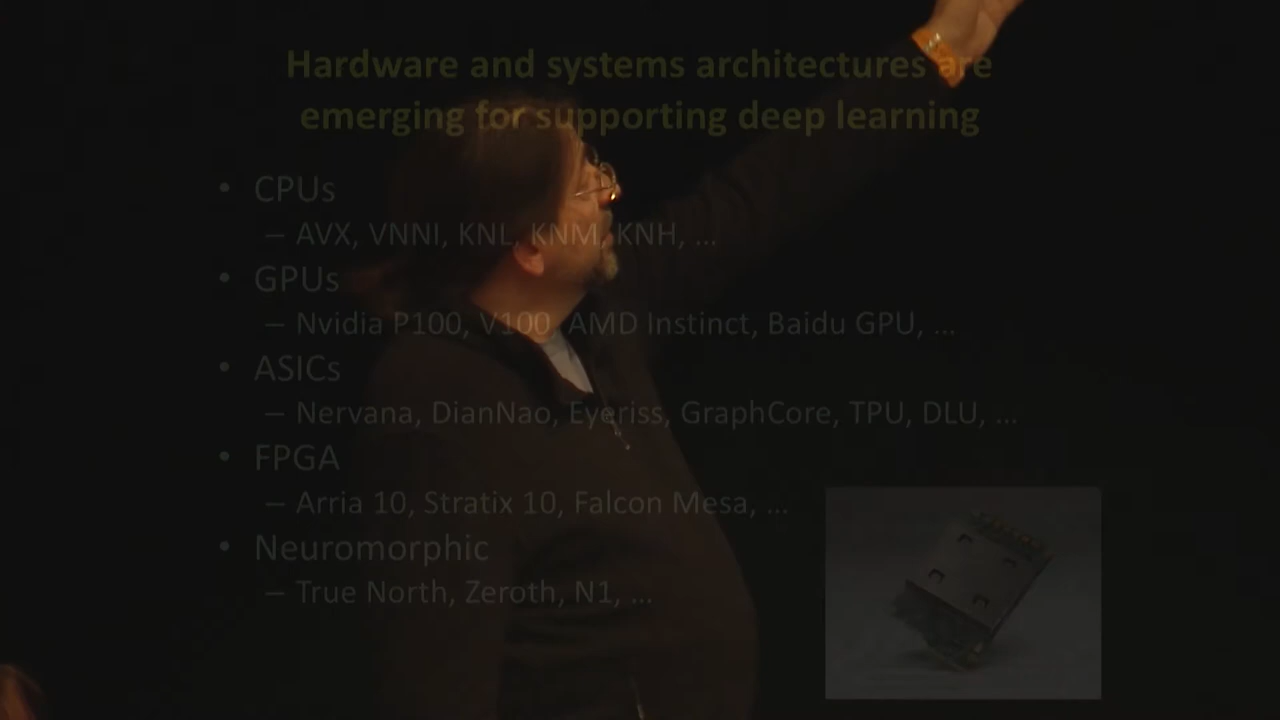 Hardware and systems architectures are
emerging for supporting deep learning
• CPUs
– AVX, VNNI, KNL, KNM, KNH, ...
• GPUs
– Nvidia P100, V100, AMD Instinct, Baidu GPU, ...
• ASICs
– Nervana, DianNao, Eyeriss, GraphCore, TPU, DLU, ...
• FPGA
– Arria 10, Stratix 10, Falcon Mesa, ...
• Neuromorphic
– True North, Zeroth, N1, ...